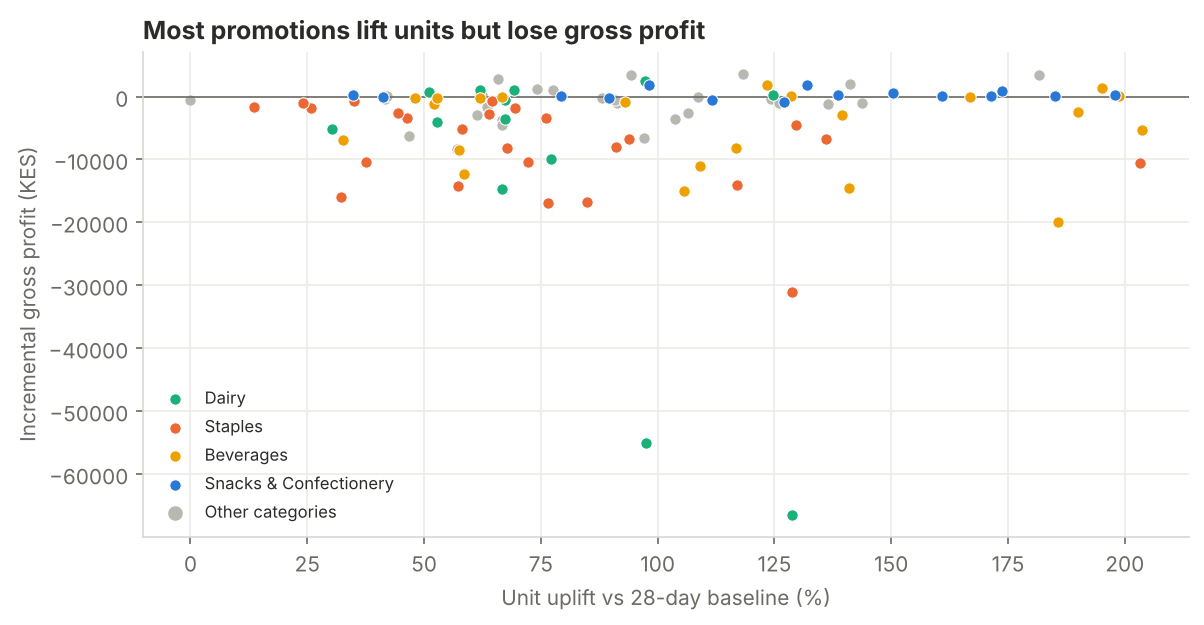 Most promotions lift units but lose gross profit
Incremental gross profit (KES)
0
−10000
−20000
−30000
−40000
−50000
−60000
Dairy
Staples
Beverages
Snacks & Confectionery
Other categories
0 25 50 75 100 125 150 175 200
Unit uplift vs 28-day baseline (%)